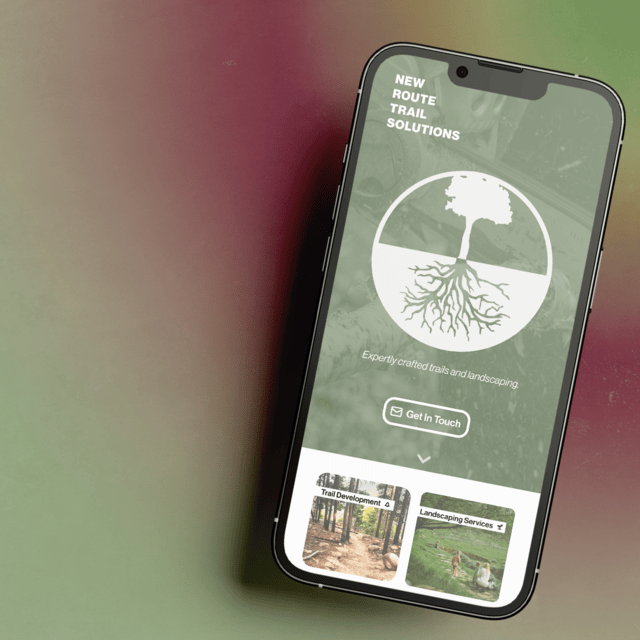 NEW
ROUTE
TRAIL
SOLUTIONS
Expertly crafted trails and landscaping.
Get In Touch
Trail Development
Landscaping Services